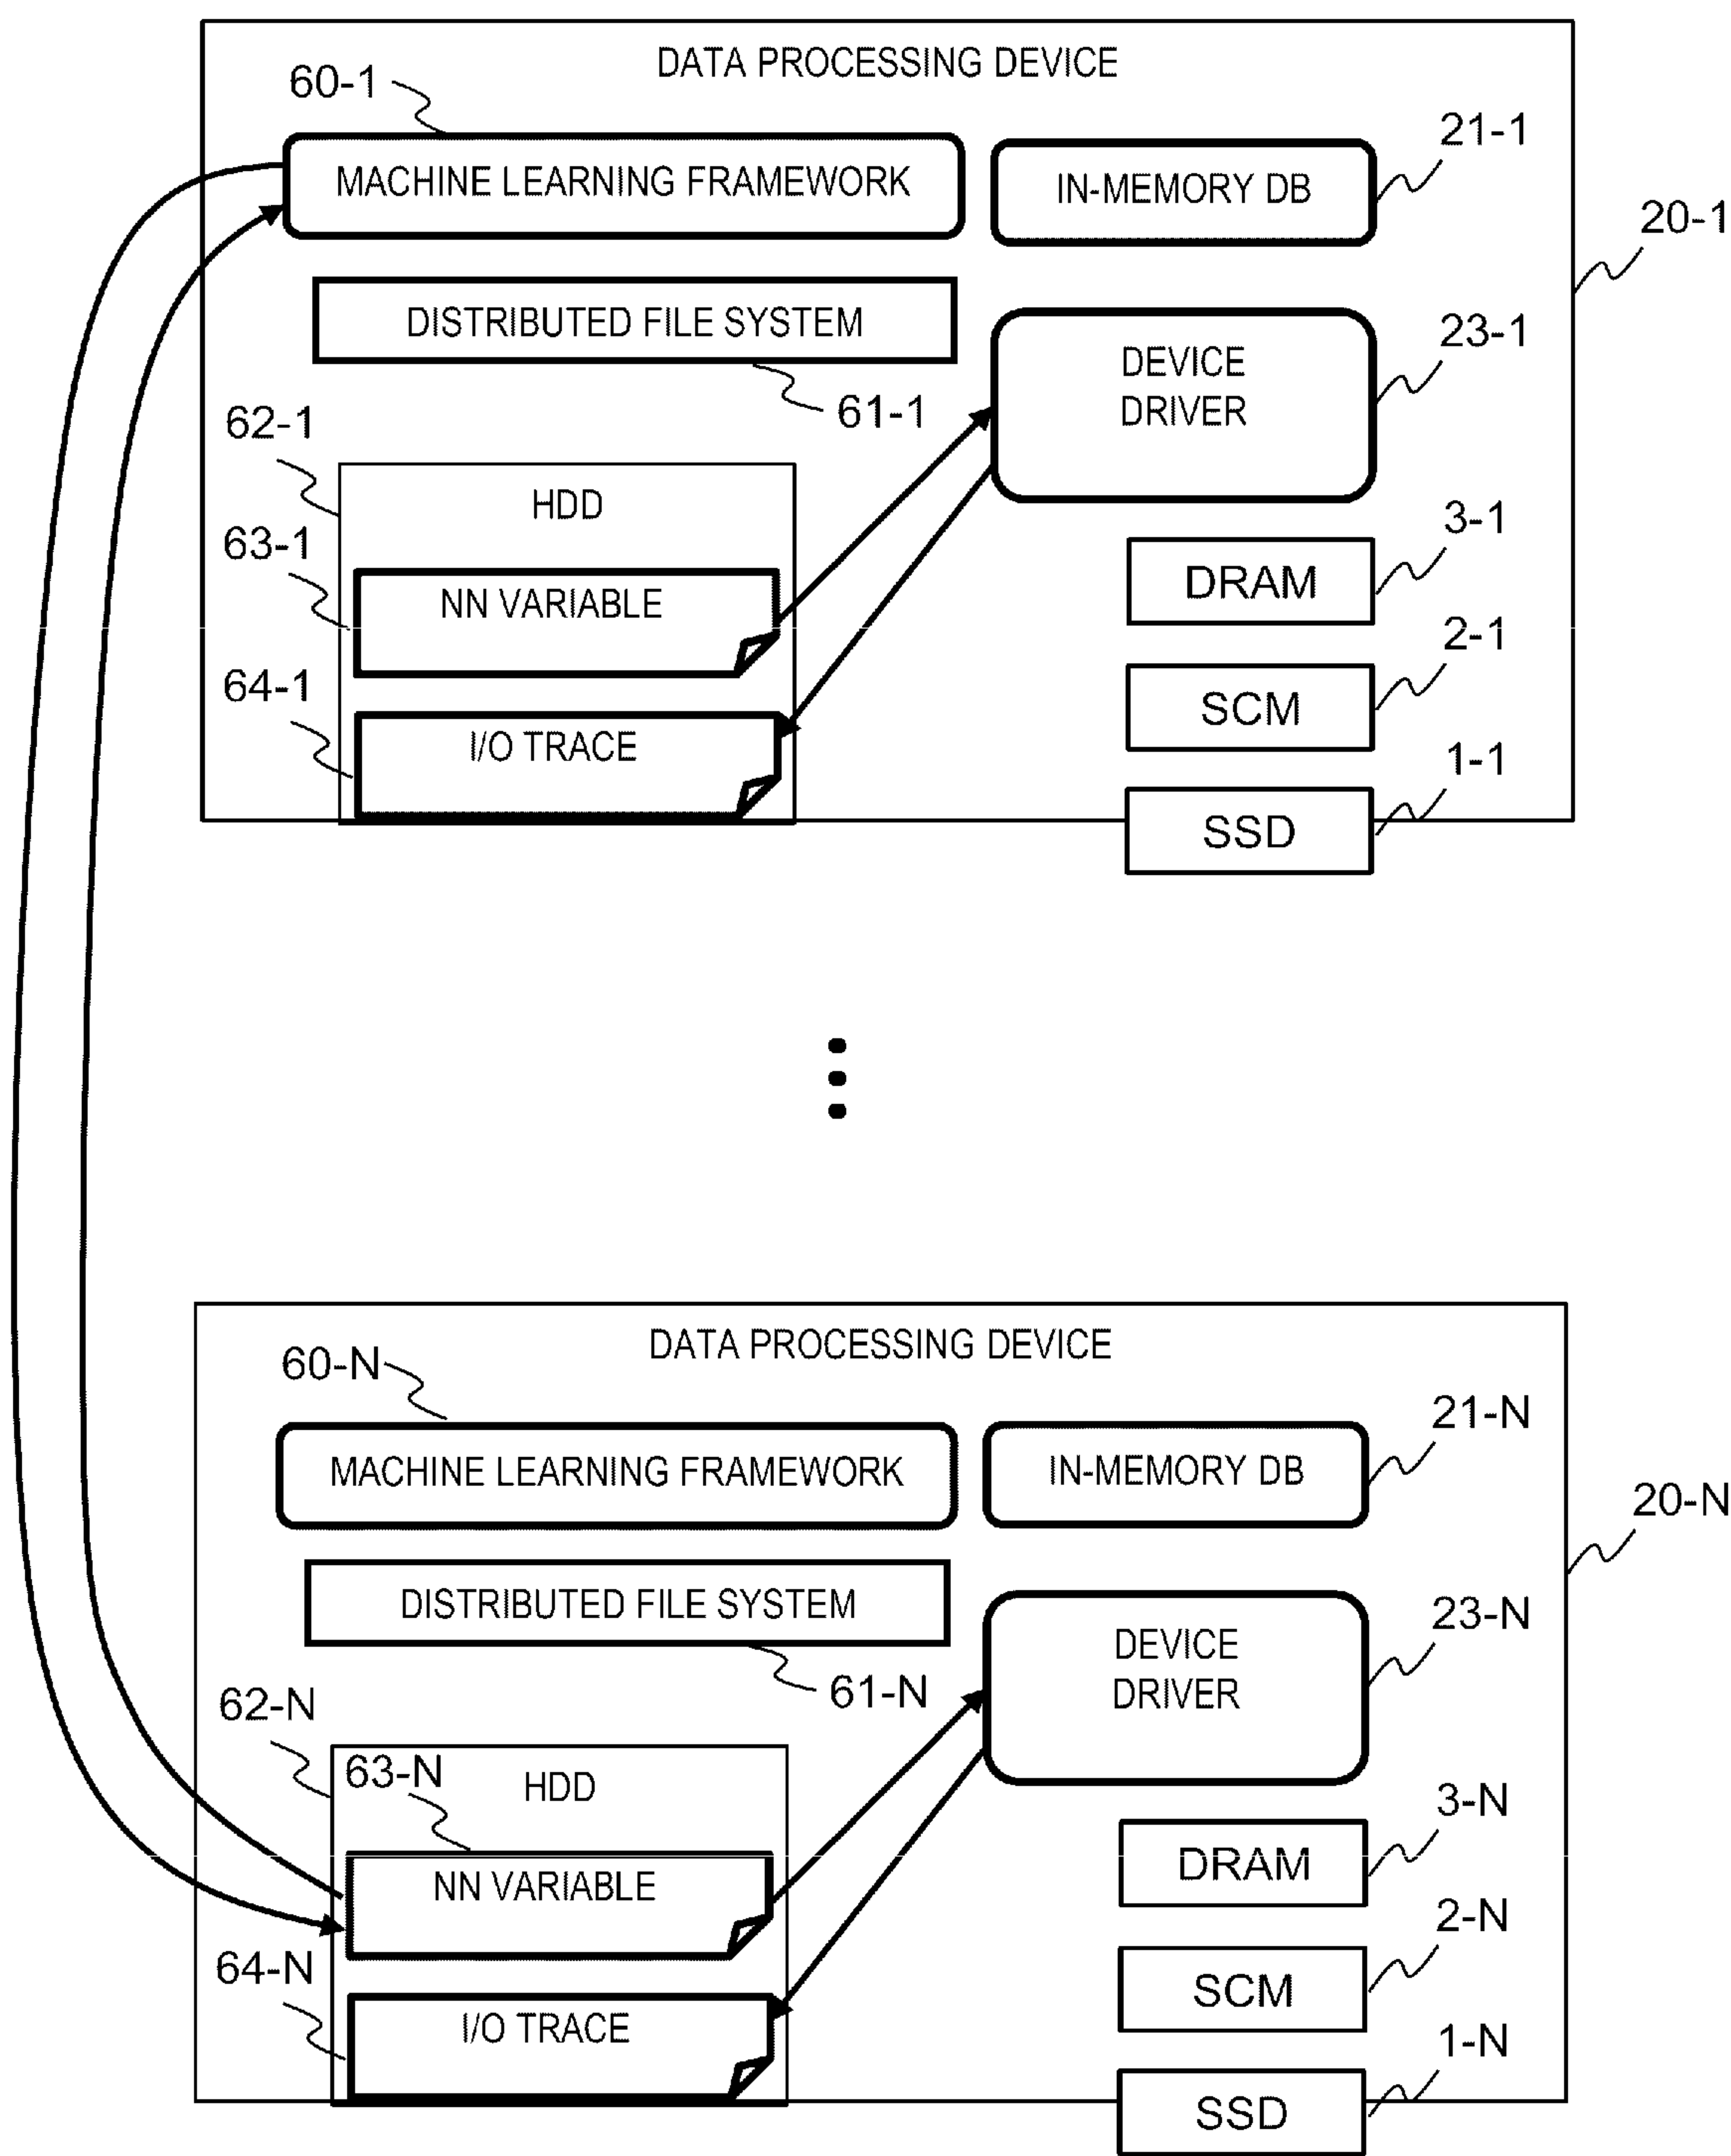 DATA PROCESSING DEVICE
60-1
MACHINE LEARNING FRAMEWORK
IN-MEMORY DB
21-1
20-1
DISTRIBUTED FILE SYSTEM
61-1
DEVICE
DRIVER
23-1
62-1
HDD
63-1
NN VARIABLE
64-1
I/O TRACE
DRAM
3-1
SCM
2-1
SSD
1-1
DATA PROCESSING DEVICE
60-N
MACHINE LEARNING FRAMEWORK
IN-MEMORY DB
21-N
20-N
DISTRIBUTED FILE SYSTEM
61-N
DEVICE
DRIVER
23-N
62-N
63-N
HDD
NN VARIABLE
64-N
I/O TRACE
DRAM
3-N
SCM
2-N
SSD
1-N